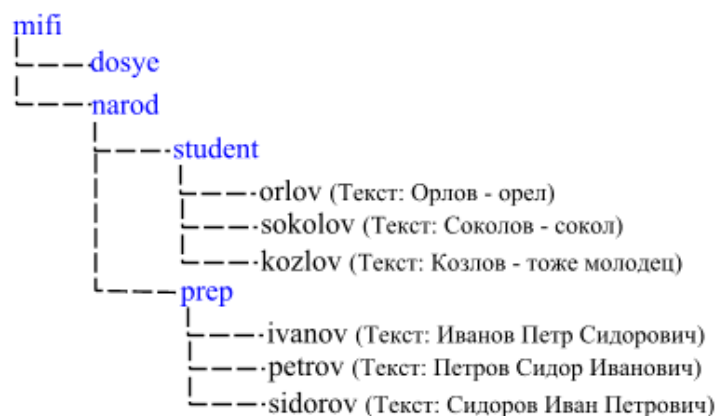 mifi
dosye
narod
student
orlov (Текст: Орлов - орел)
sokolov (Текст: Соколов - сокол)
kozlov (Текст: Козлов - тоже молодец)
prep
ivanov (Текст: Иванов Петр Сидорович)
petrov (Текст: Петров Сидор Иванович)
sidorov (Текст: Сидоров Иван Петрович)